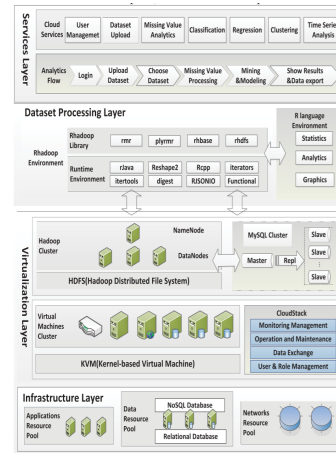 Services Layer
Cloud Services
User Managemet
Dataset Upload
Missing Value Analytics
Classification
Regression
Clustering
Time Series Analysis
Analytics Flow
Login
Upload Dataset
Choose Dataset
Missing Value Processing
Mining &Modeling
Show Results &Data export
Dataset Processing Layer
R language Environment
Statistics
Analytics
Graphics
Rhadoop Environment
Rhadoop Library
rmr
plyrmr
rhbase
rhdfs
Runtime Environment
rJava
Reshape2
Rcpp
iterators
itertools
digest
RJSONIO
Functional
Virtualization Layer
Hadoop Cluster
NameNode
DataNodes
HDFS(Hadoop Distributed File System)
MySQL Cluster
Master
Repl
Slave
Slave
Slave
Virtual Machines Cluster
KVM(Kernel-based Virtual Machine)
CloudStack
Monitoring Management
Operation and Maintenance
Data Exchange
User & Role Management
Infrastructure Layer
Applications Resource Pool
Data Resource Pool
NoSQL Database
Relational Database
Networks Resource Pool